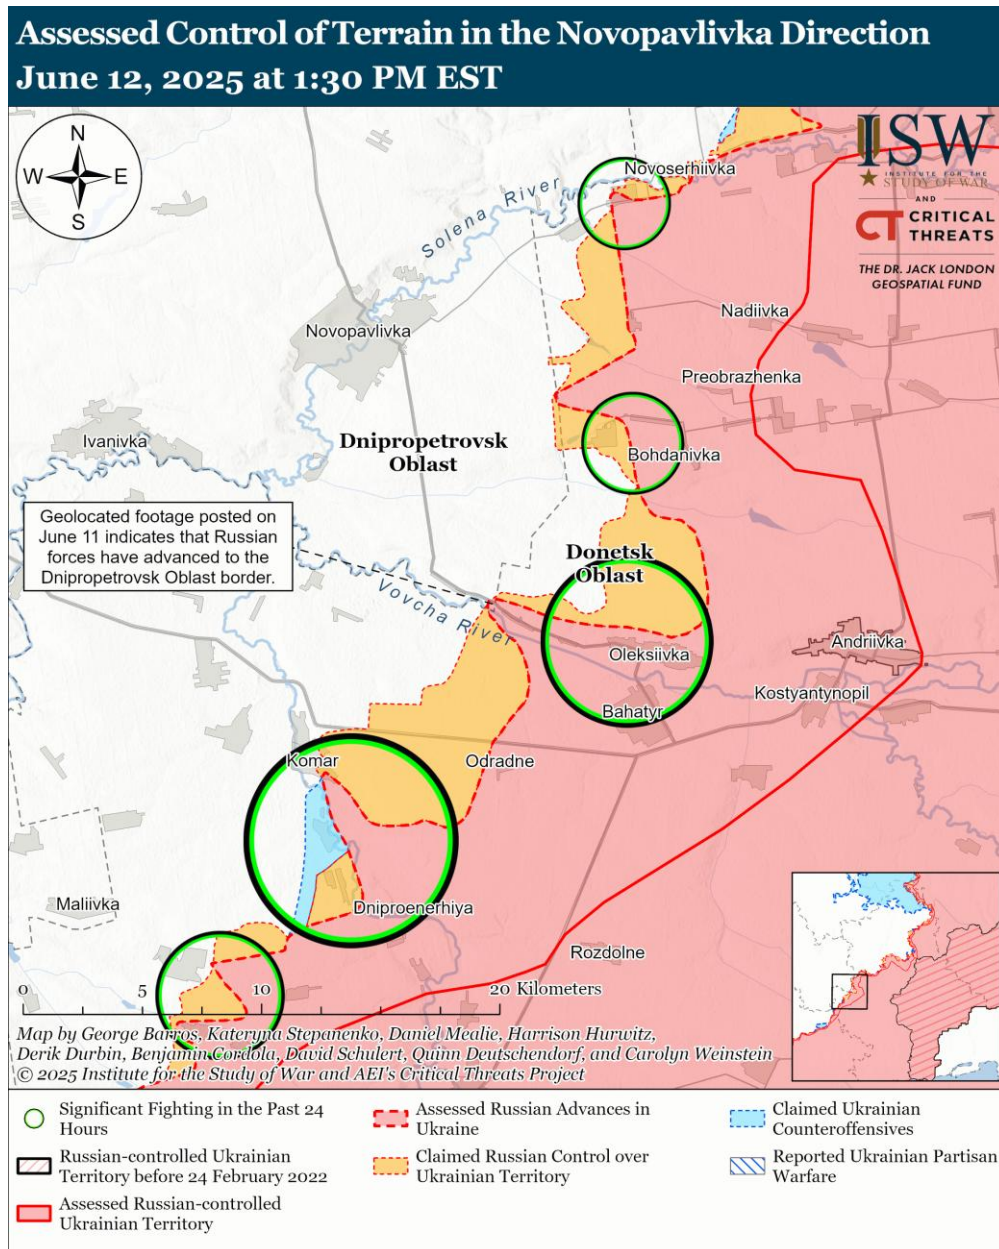 Assessed Control of Terrain in the Novopavlivka Direction
June 12, 2025 at 1:30 PM EST
N
W
E
S
ISW
INSTITUTE FOR THE
STUDY OF WAR
AND
CT CRITICAL
THREATS
THE DR. JACK LONDON
GEOSPATIAL FUND
Novoserhiivka
Solena River
Nadiivka
Novopavlivka
Preobrazhenka
Dnipropetrovsk
Oblast
Ivanivka
Bohdanivka
Geolocated footage posted on
June 11 indicates that Russian
forces have advanced to the
Dnipropetrovsk Oblast border.
Donetsk
Oblast
Vovcha River
Oleksiivka
Andriivka
Kostyantynopil
Bahatyr
Komar
Odradne
Maliivka
Dniproenerhiya
Rozdolne
0 5 10 20 Kilometers
Map by George Barros, Kateryna Stepanenko, Daniel Mealie, Harrison Hurwitz,
Derik Durbin, Benjamin Cordola, David Schulert, Quinn Deutschendorf, and Carolyn Weinstein
© 2025 Institute for the Study of War and AEI's Critical Threats Project
Significant Fighting in the Past 24
Hours
Russian-controlled Ukrainian
Territory before 24 February 2022
Assessed Russian-controlled
Ukrainian Territory
Assessed Russian Advances in
Ukraine
Claimed Russian Control over
Ukrainian Territory
Claimed Ukrainian
Counteroffensives
Reported Ukrainian Partisan
Warfare